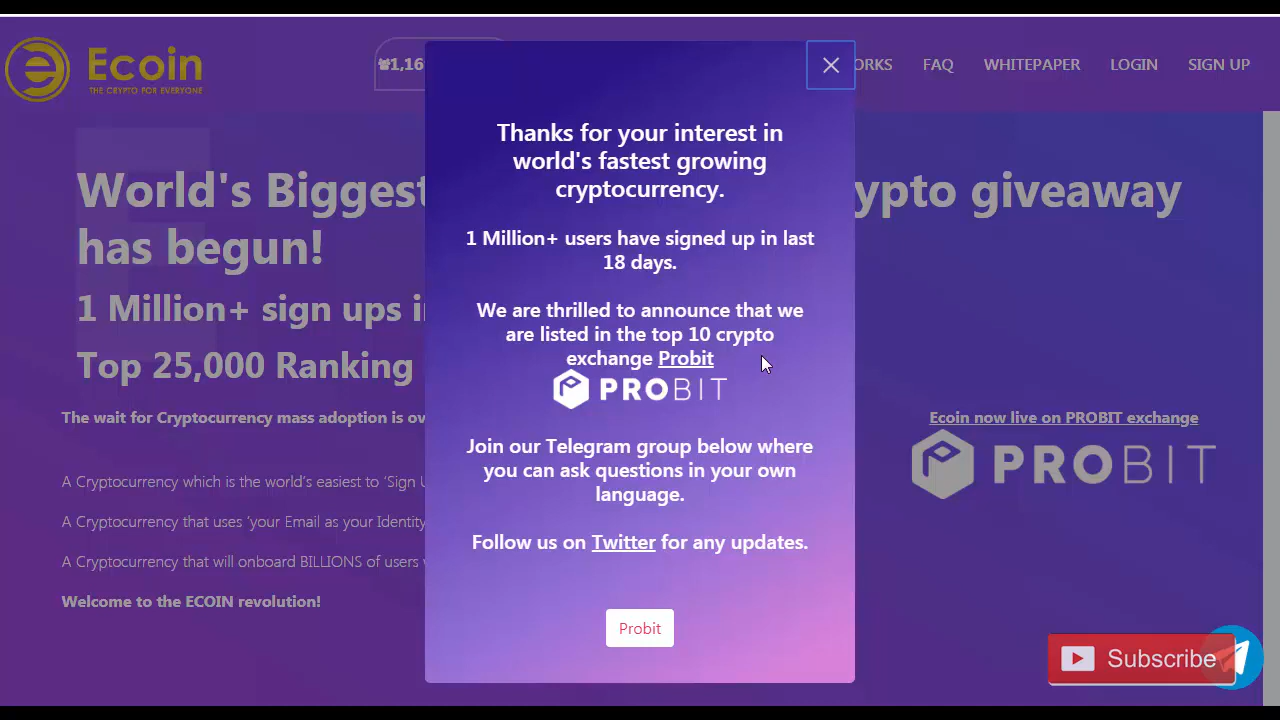 Ecoin
THE CRYPTO FOR EVERYONE
1,16
ORKS
FAQ
WHITEPAPER
LOGIN
SIGN UP
Thanks for your interest in
world's fastest growing
cryptocurrency.
1 Million+ users have signed up in last
18 days.
We are thrilled to announce that we
are listed in the top 10 crypto
exchange Probit
PROBIT
Join our Telegram group below where
you can ask questions in your own
language.
Follow us on Twitter for any updates.
Probit
World's Biggest
ypto giveaway
has begun!
1 Million+ sign ups i
Top 25,000 Ranking
The wait for Cryptocurrency mass adoption is ov
A Cryptocurrency which is the world's easiest to 'Sign U
A Cryptocurrency that uses 'your Email as your Identity
A Cryptocurrency that will onboard BILLIONS of users
Welcome to the ECOIN revolution!
Ecoin now live on PROBIT exchange
PROBIT
Subscribe